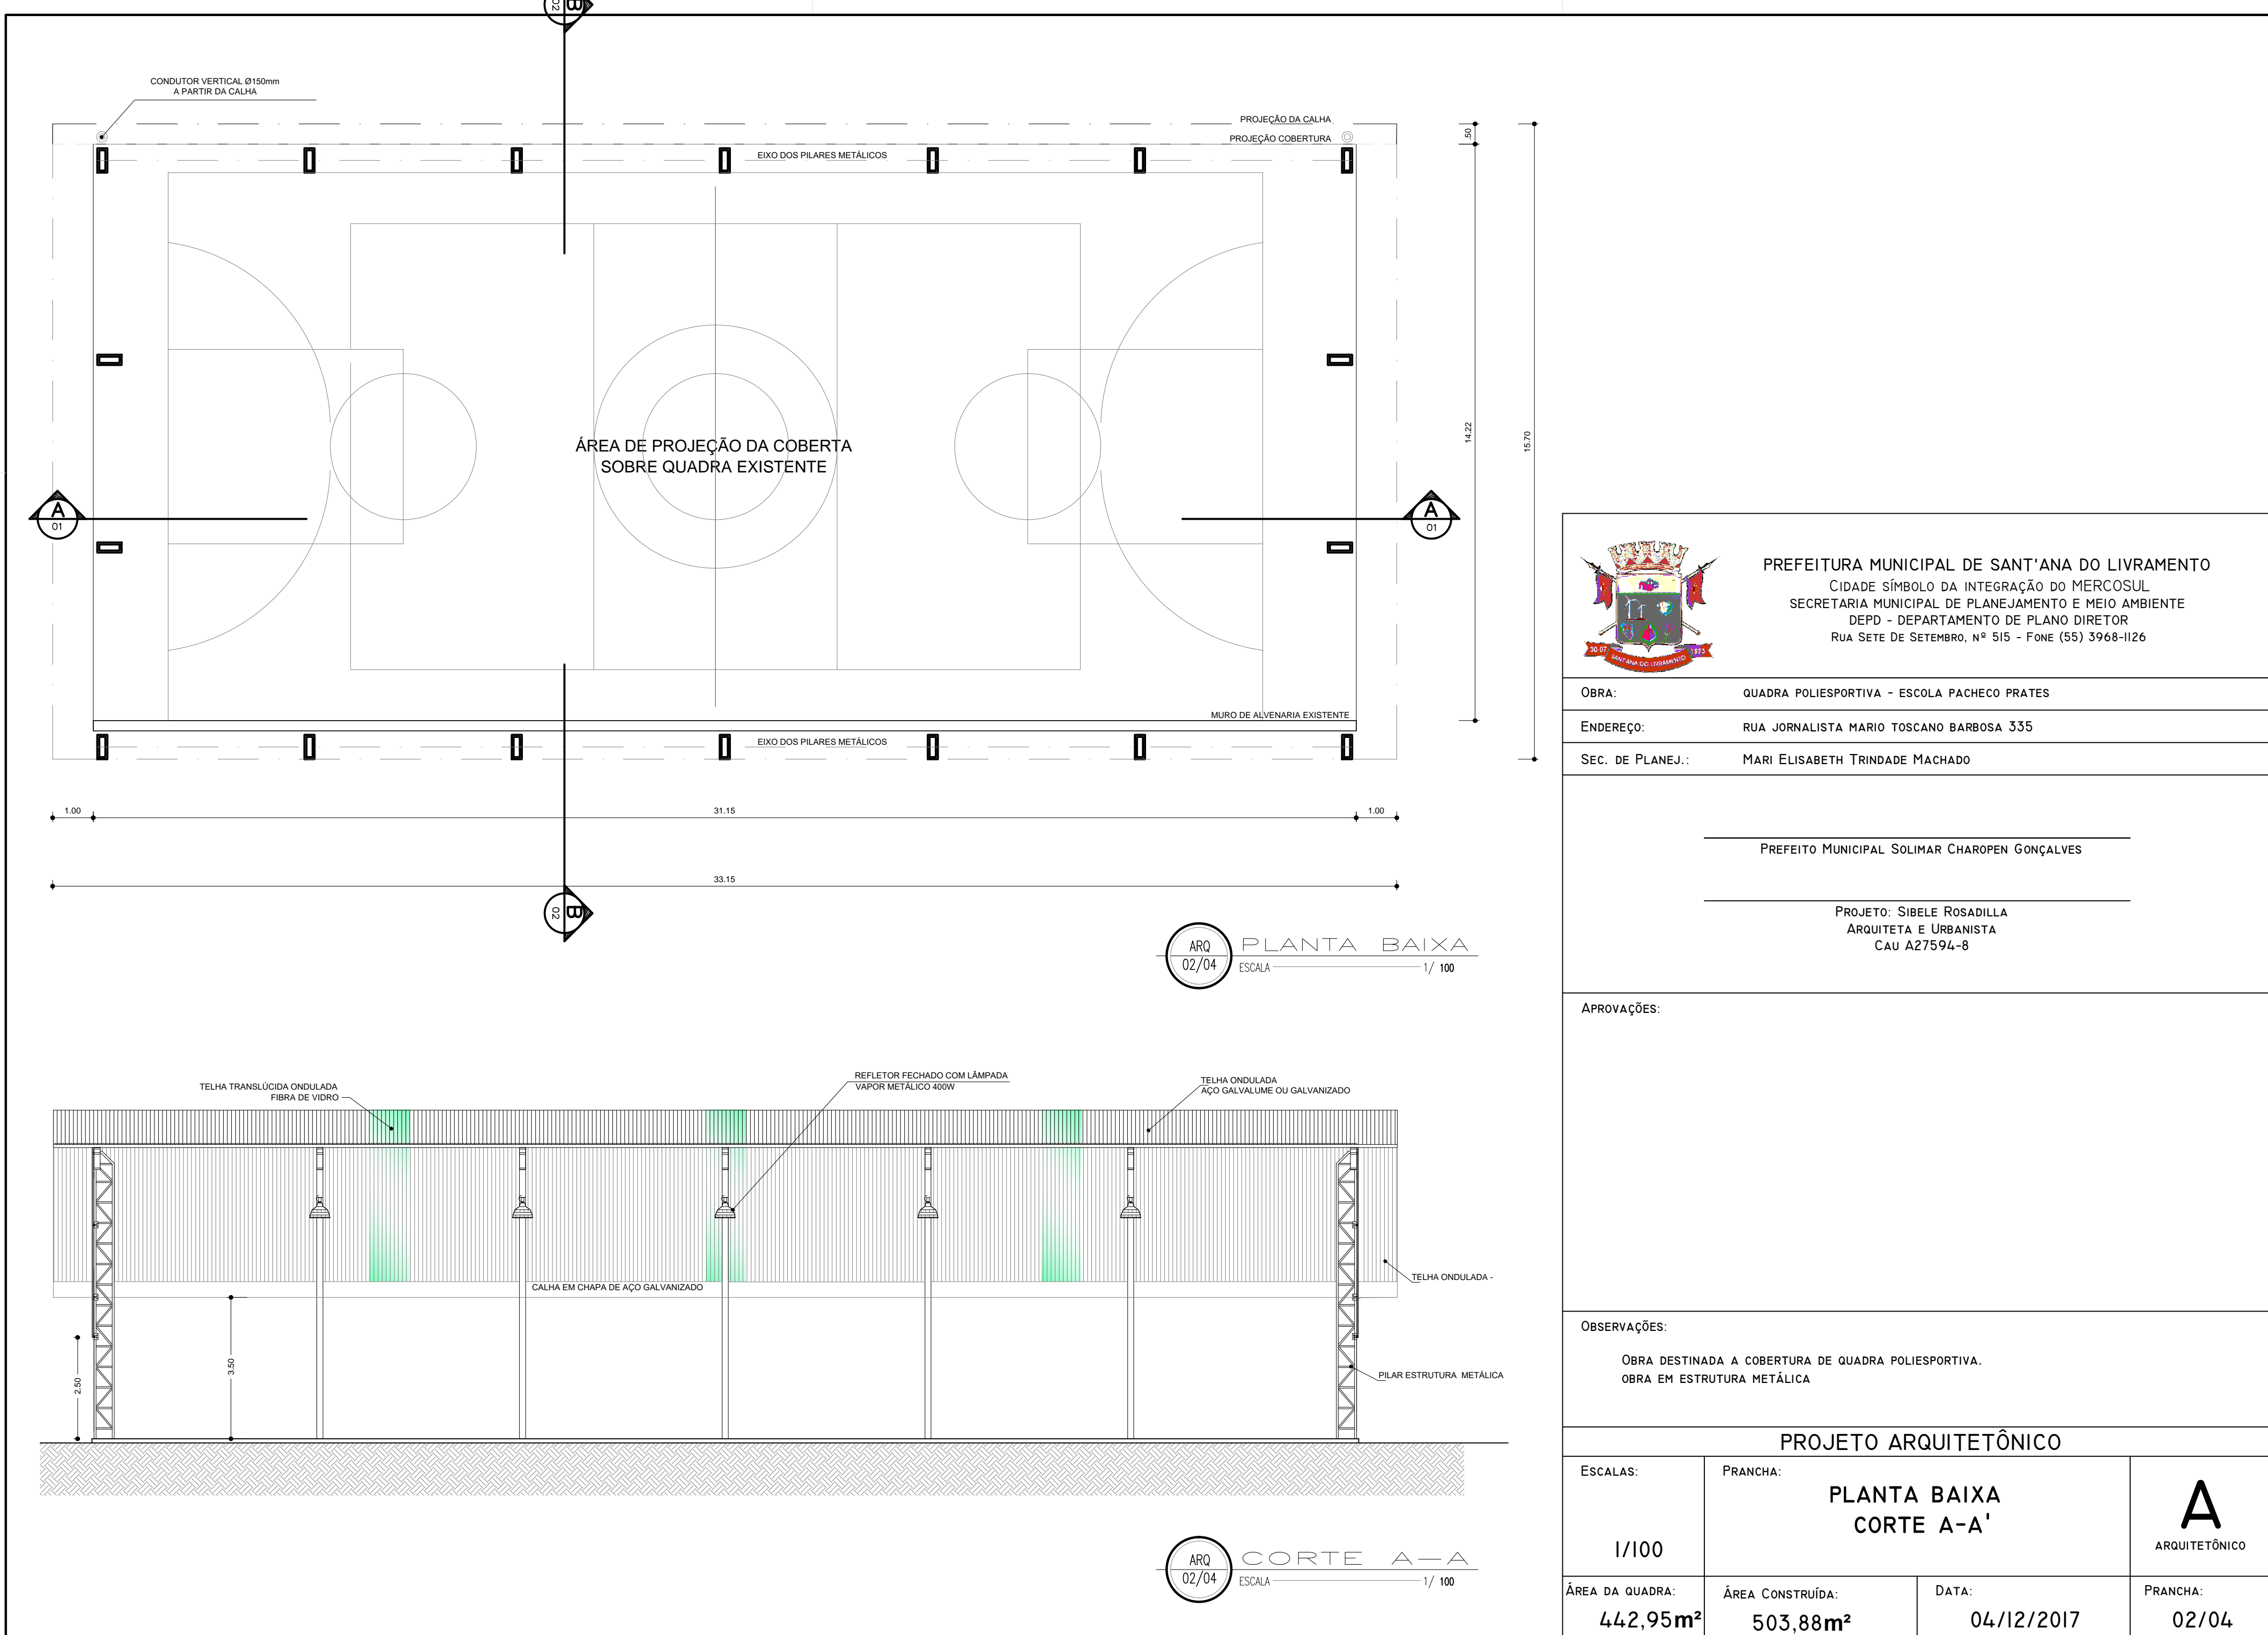 B
02
CONDUTOR VERTICAL Ø150mm
A PARTIR DA CALHA
PROJEÇÃO DA CALHA
PROJEÇÃO COBERTURA
EIXO DOS PILARES METÁLICOS
.50
14.22
15.70
ÁREA DE PROJEÇÃO DA COBERTA
SOBRE QUADRA EXISTENTE
A
01
A
01
MURO DE ALVENARIA EXISTENTE
EIXO DOS PILARES METÁLICOS
1.00
31.15
1.00
33.15
B
02
ARQ
02/04
PLANTA BAIXA
ESCALA 1/ 100
TELHA TRANSLÚCIDA ONDULADA
FIBRA DE VIDRO
REFLETOR FECHADO COM LÂMPADA
VAPOR METÁLICO 400W
TELHA ONDULADA
AÇO GALVALUME OU GALVANIZADO
CALHA EM CHAPA DE AÇO GALVANIZADO
TELHA ONDULADA -
2.50
3.50
PILAR ESTRUTURA METÁLICA
ARQ
02/04
CORTE A-A
ESCALA 1/ 100
30-07
SANT'ANA DO LIVRAMENTO
1823
PREFEITURA MUNICIPAL DE SANT'ANA DO LIVRAMENTO
CIDADE SÍMBOLO DA INTEGRAÇÃO DO MERCOSUL
SECRETARIA MUNICIPAL DE PLANEJAMENTO E MEIO AMBIENTE
DEPD - DEPARTAMENTO DE PLANO DIRETOR
RUA SETE DE SETEMBRO, Nº 515 - FONE (55) 3968-1126
OBRA: QUADRA POLIESPORTIVA - ESCOLA PACHECO PRATES
ENDEREÇO: RUA JORNALISTA MARIO TOSCANO BARBOSA 335
SEC. DE PLANEJ.: MARI ELISABETH TRINDADE MACHADO
PREFEITO MUNICIPAL SOLIMAR CHAROPEN GONÇALVES
PROJETO: SIBELE ROSADILLA
ARQUITETA E URBANISTA
CAU A27594-8
APROVAÇÕES:
OBSERVAÇÕES:
OBRA DESTINADA A COBERTURA DE QUADRA POLIESPORTIVA.
OBRA EM ESTRUTURA METÁLICA
PROJETO ARQUITETÔNICO
ESCALAS:
1/100
PRANCHA:
PLANTA BAIXA
CORTE A-A'
A
ARQUITETÔNICO
ÁREA DA QUADRA:
442,95m²
ÁREA CONSTRUÍDA:
503,88m²
DATA:
04/12/2017
PRANCHA:
02/04